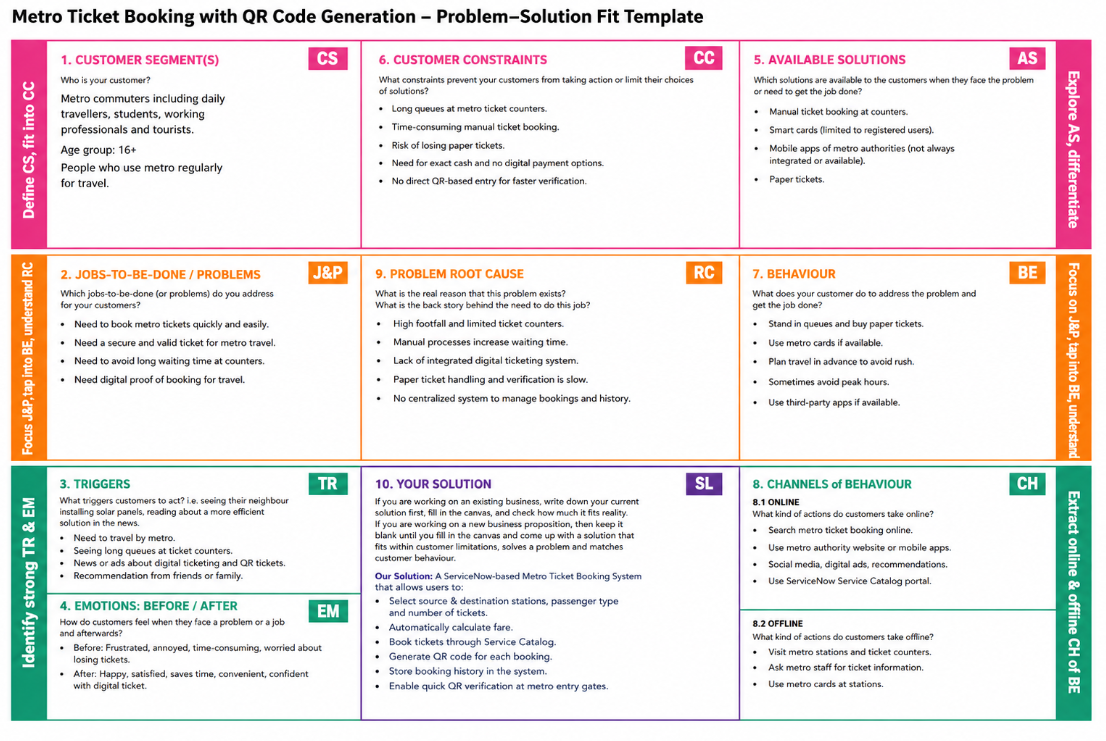 Metro Ticket Booking with QR Code Generation – Problem–Solution Fit Template
Define CS, fit into CC
1. CUSTOMER SEGMENT(S)
CS
Who is your customer?
Metro commuters including daily
travellers, students, working
professionals and tourists.
Age group: 16+
People who use metro regularly
for travel.
6. CUSTOMER CONSTRAINTS
CC
What constraints prevent your customers from taking action or limit their choices
of solutions?
• Long queues at metro ticket counters.
• Time-consuming manual ticket booking.
• Risk of losing paper tickets.
• Need for exact cash and no digital payment options.
• No direct QR-based entry for faster verification.
5. AVAILABLE SOLUTIONS
AS
Which solutions are available to the customers when they face the problem
or need to get the job done?
• Manual ticket booking at counters.
• Smart cards (limited to registered users).
• Mobile apps of metro authorities (not always
integrated or available).
• Paper tickets.
Explore AS, differentiate
Focus J&P,tap into BE, understand RC
2. JOBS-TO-BE-DONE / PROBLEMS
J&P
Which jobs-to-be-done (or problems) do you address
for your customers?
• Need to book metro tickets quickly and easily.
• Need a secure and valid ticket for metro travel.
• Need to avoid long waiting time at counters.
• Need digital proof of booking for travel.
9. PROBLEM ROOT CAUSE
RC
What is the real reason that this problem exists?
What is the back story behind the need to do this job?
• High footfall and limited ticket counters.
• Manual processes increase waiting time.
• Lack of integrated digital ticketing system.
• Paper ticket handling and verification is slow.
• No centralized system to manage bookings and history.
7. BEHAVIOUR
BE
What does your customer do to address the problem and
get the job done?
• Stand in queues and buy paper tickets.
• Use metro cards if available.
• Plan travel in advance to avoid rush.
• Sometimes avoid peak hours.
• Use third-party apps if available.
Focus on J&P, tap into BE, understand
Identify strong TR & EM
3. TRIGGERS
TR
What triggers customers to act? i.e. seeing their neighbour
installing solar panels, reading about a more efficient
solution in the news.
• Need to travel by metro.
• Seeing long queues at ticket counters.
• News or ads about digital ticketing and QR tickets.
• Recommendation from friends or family.
4. EMOTIONS: BEFORE / AFTER
EM
How do customers feel when they face a problem or a job
and afterwards?
• Before: Frustrated, annoyed, time-consuming, worried about
losing tickets.
• After: Happy, satisfied, saves time, convenient, confident
with digital ticket.
10. YOUR SOLUTION
SL
If you are working on an existing business, write down your current
solution first, fill in the canvas, and check how much it fits reality.
If you are working on a new business proposition, then keep it
blank until you fill in the canvas and come up with a solution that
fits within customer limitations, solves a problem and matches
customer behaviour.
Our Solution: A ServiceNow-based Metro Ticket Booking System
that allows users to:
• Select source & destination stations, passenger type
and number of tickets.
• Automatically calculate fare.
• Book tickets through Service Catalog.
• Generate QR code for each booking.
• Store booking history in the system.
• Enable quick QR verification at metro entry gates.
8. CHANNELS of BEHAVIOUR
CH
8.1 ONLINE
What kind of actions do customers take online?
• Search metro ticket booking online.
• Use metro authority website or mobile apps.
• Social media, digital ads, recommendations.
• Use ServiceNow Service Catalog portal.
8.2 OFFLINE
What kind of actions do customers take offline?
• Visit metro stations and ticket counters.
• Ask metro staff for ticket information.
• Use metro cards at stations.
Extract online & offline CH of BE